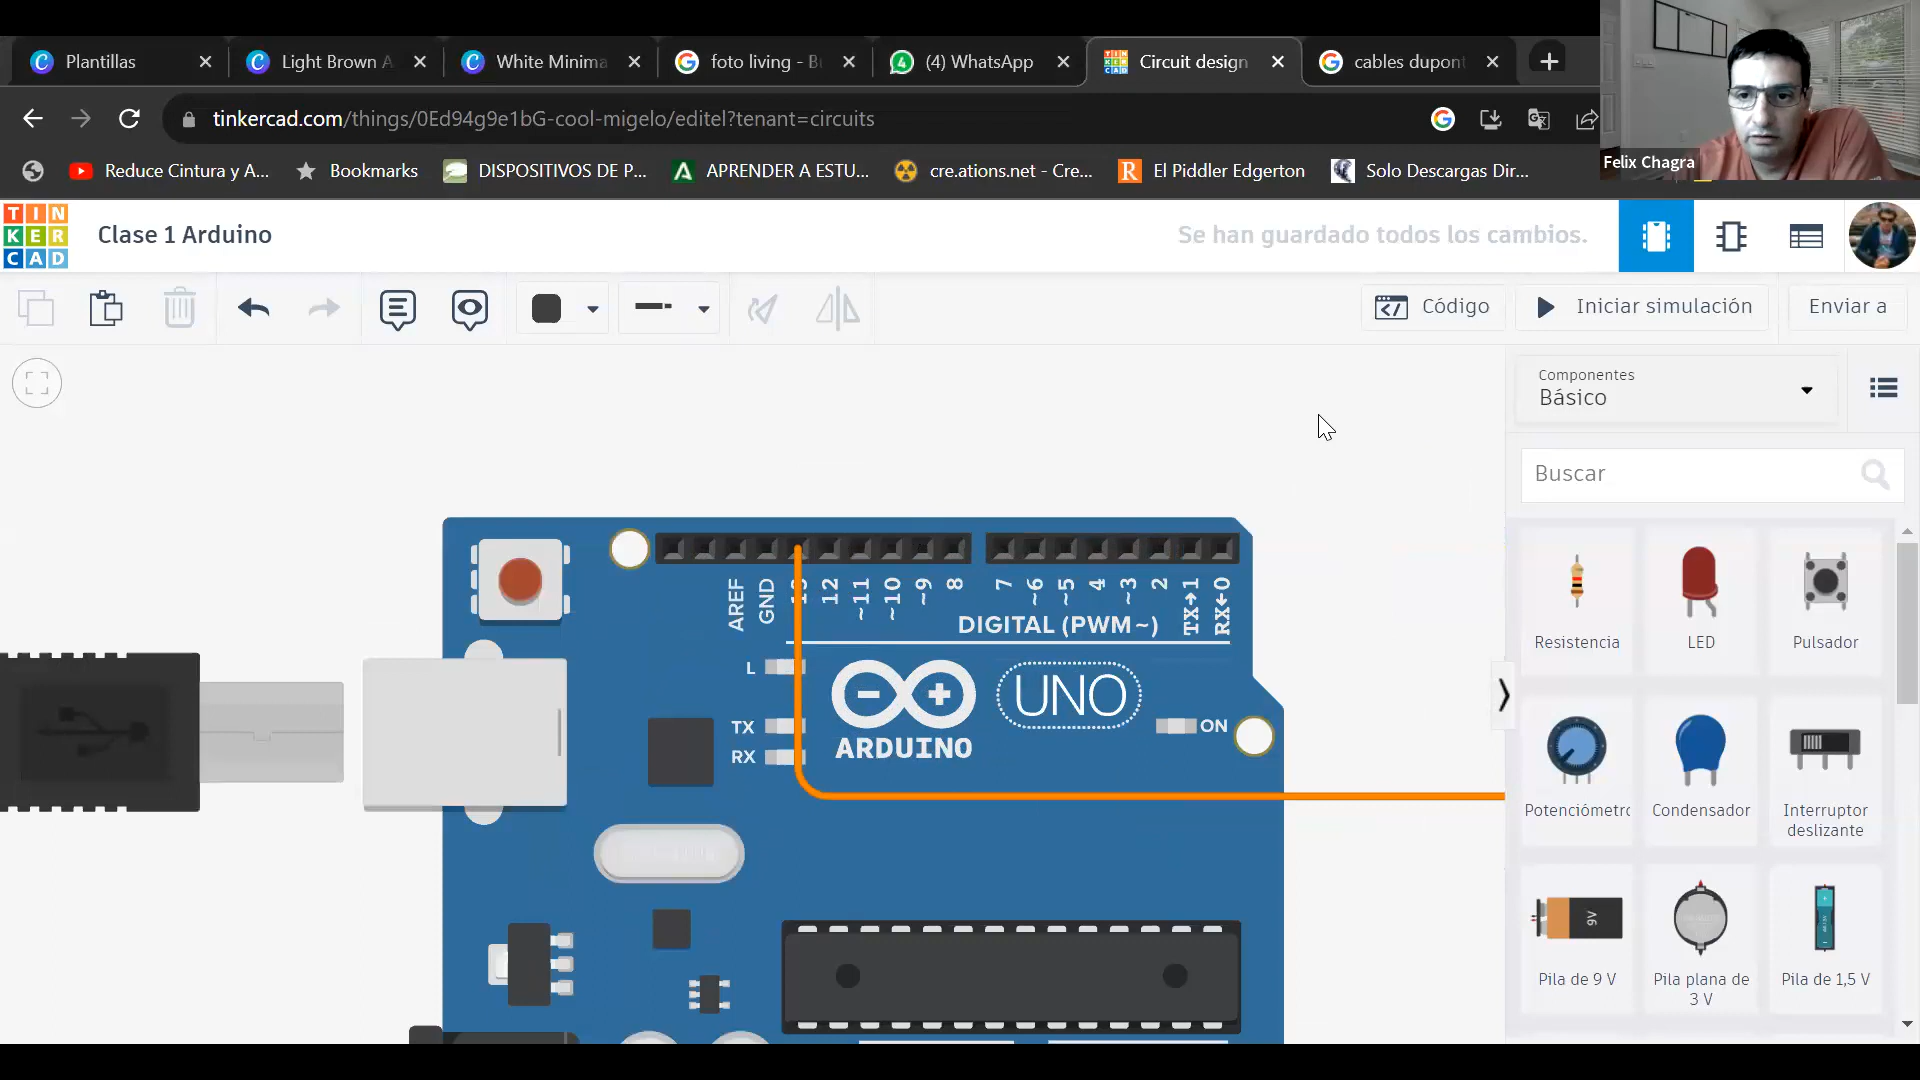 Plantillas
Light Brown A
White Minima
foto living - B
(4) WhatsApp
Circuit design
cables dupont
tinkercad.com/things/0Ed94g9e1bG-cool-migelo/editel?tenant=circuits
Reduce Cintura y A...
Bookmarks
DISPOSITIVOS DE P...
APRENDER A ESTU...
cre.ations.net - Cre...
El Piddler Edgerton
Solo Descargas Dir...
Felix Chagra
TINKERCAD
Clase 1 Arduino
Se han guardado todos los cambios.
Código
Iniciar simulación
Enviar a
Componentes
Básico
Buscar
Resistencia
LED
Pulsador
Potenciómetro
Condensador
Interruptor
deslizante
9V
Pila de 9 V
Pila plana de
3 V
Pila de 1,5 V
AREF
GND
13
12
~11
~10
~9
8
7
~6
~5
4
~3
2
TX→1
RX←0
DIGITAL (PWM~)
L
TX
RX
ARDUINO
UNO
ON